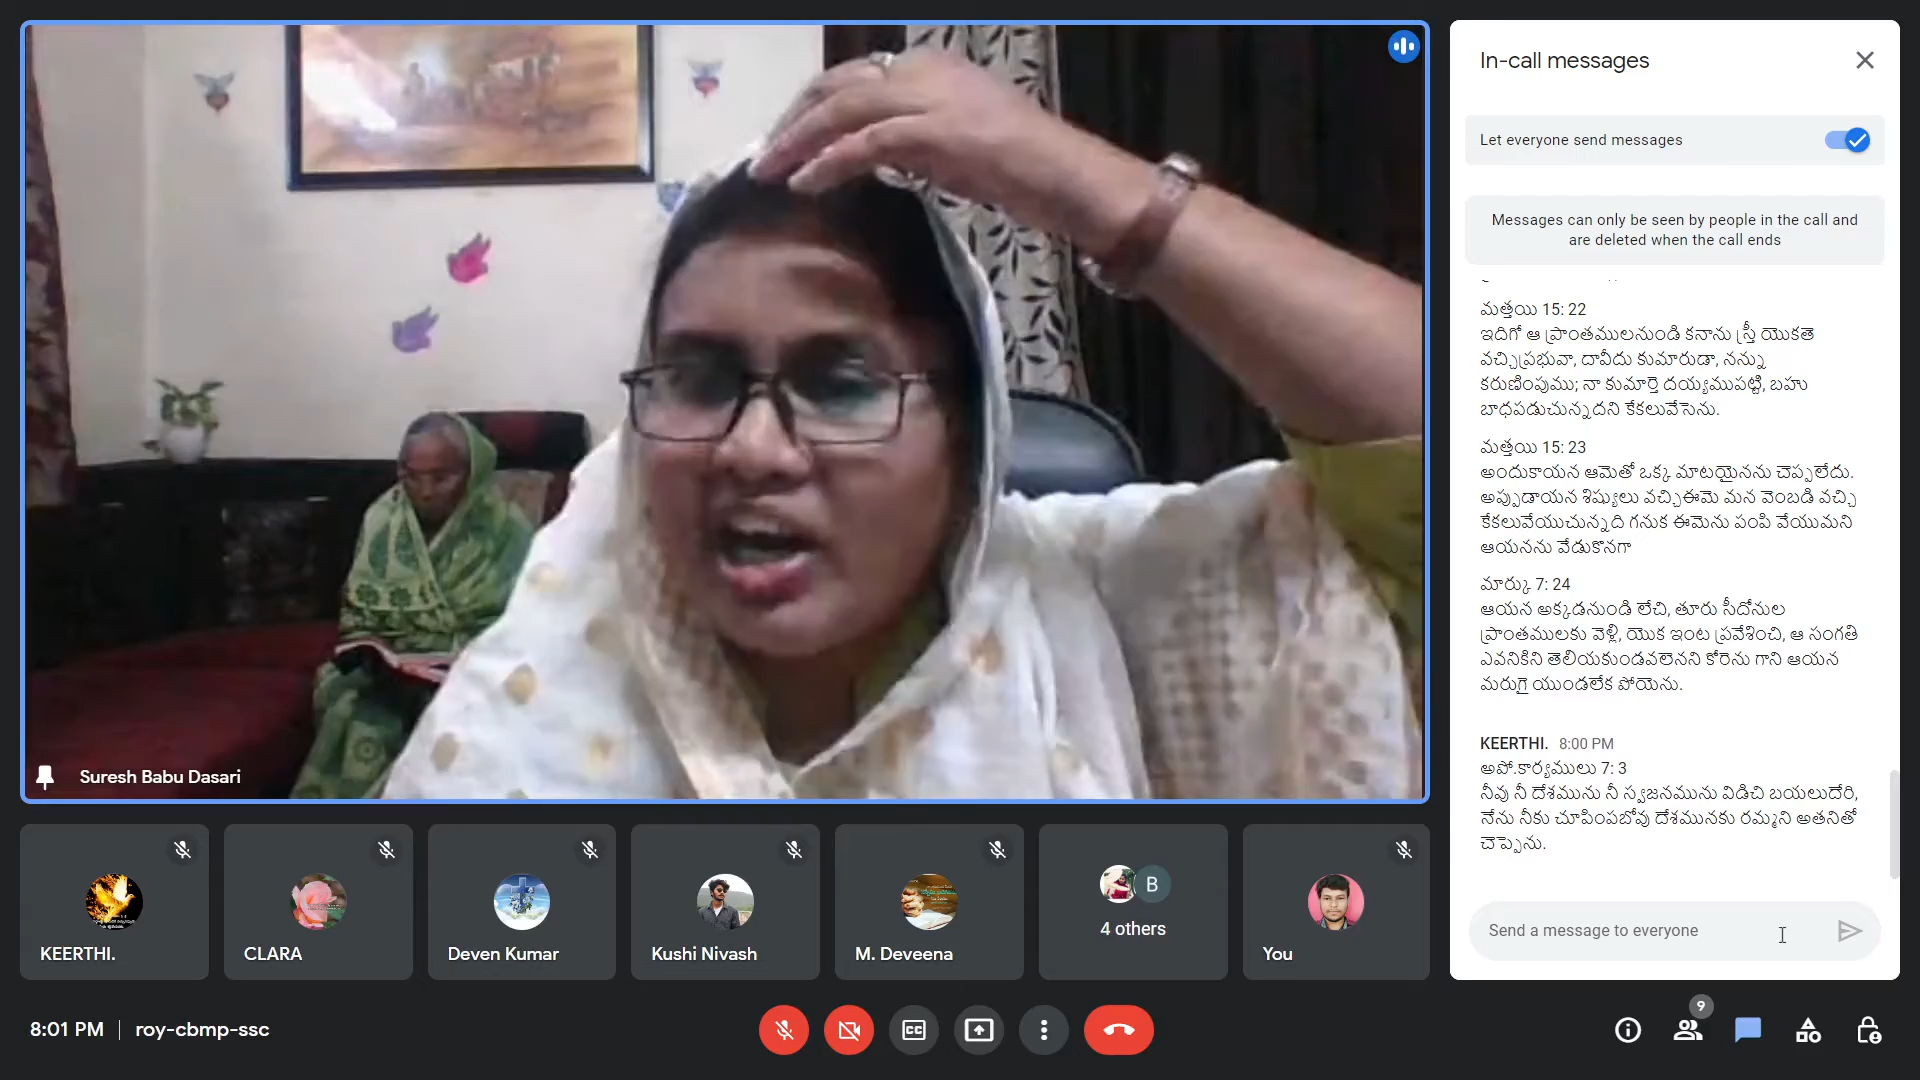 Suresh Babu Dasari
KEERTHI.
CLARA
Deven Kumar
Kushi Nivash
M. Deveena
B
4 others
You
8:01 PM | roy-cbmp-ssc
CC
9
In-call messages
Let everyone send messages
Messages can only be seen by people in the call and
are deleted when the call ends
మత్తయి 15: 22
ఇదిగో ఆ ప్రాంతములనుండి కనాను స్త్రీ యొకతె
వచ్చిప్రభువా, దావీదు కుమారుడా, నన్ను
కరుణింపుము; నా కుమార్తె దయ్యముపట్టి, బహు
బాధపడుచున్నదని కేకలువేసెను.
మత్తయి 15: 23
అందుకాయన ఆమెతో ఒక్క మాటయైనను చెప్పలేదు.
అప్పుడాయన శిష్యులు వచ్చిఈమె మన వెంబడి వచ్చి
కేకలువేయుచున్నది గనుక ఈమెను పంపి వేయుమని
ఆయనను వేడుకొనగా
మార్కు 7: 24
ఆయన అక్కడనుండి లేచి, తూరు సీదోనుల
ప్రాంతములకు వెళ్లి, యొక ఇంట ప్రవేశించి, ఆ సంగతి
ఎవనికిని తెలియకుండవలెనని కోరెను గాని ఆయన
మరుగై యుండలేక పోయెను.
KEERTHI. 8:00 PM
అపో.కార్యములు 7: 3
నీవు నీ దేశమును నీ స్వజనమును విడిచి బయలుదేరి,
నేను నీకు చూపింపబోవు దేశమునకు రమ్మని అతనితో
చెప్పెను.
Send a message to everyone